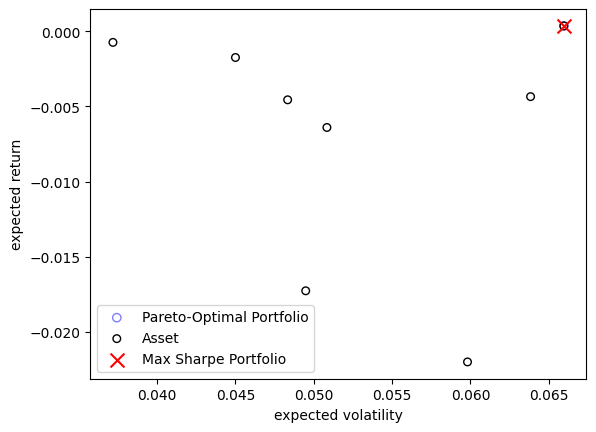 0.000
−0.005
−0.010
−0.015
−0.020
expected return
Pareto-Optimal Portfolio
Asset
Max Sharpe Portfolio
0.040 0.045 0.050 0.055 0.060 0.065
expected volatility